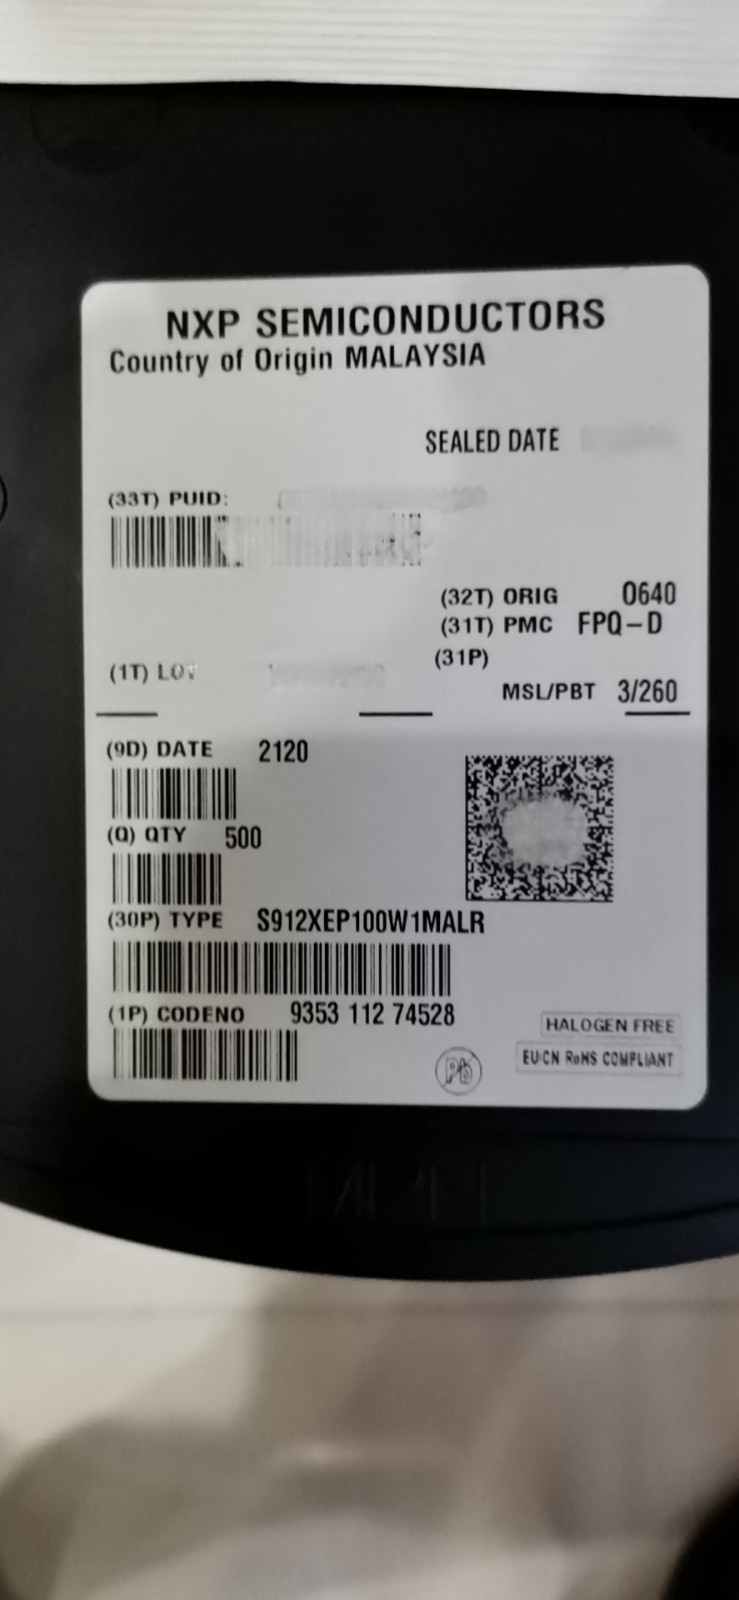 NXP SEMICONDUCTORS
Country of Origin MALAYSIA
SEALED DATE
(33T) PUID:
(32T) ORIG 0640
(31T) PMC FPQ-D
(31P)
(1T) LOT
MSL/PBT 3/260
(9D) DATE 2120
(Q) QTY 500
(30P) TYPE S912XEP100W1MALR
(1P) CODENO 9353 112 74528
HALOGEN FREE
EU·CN RoHS COMPLIANT
Pb